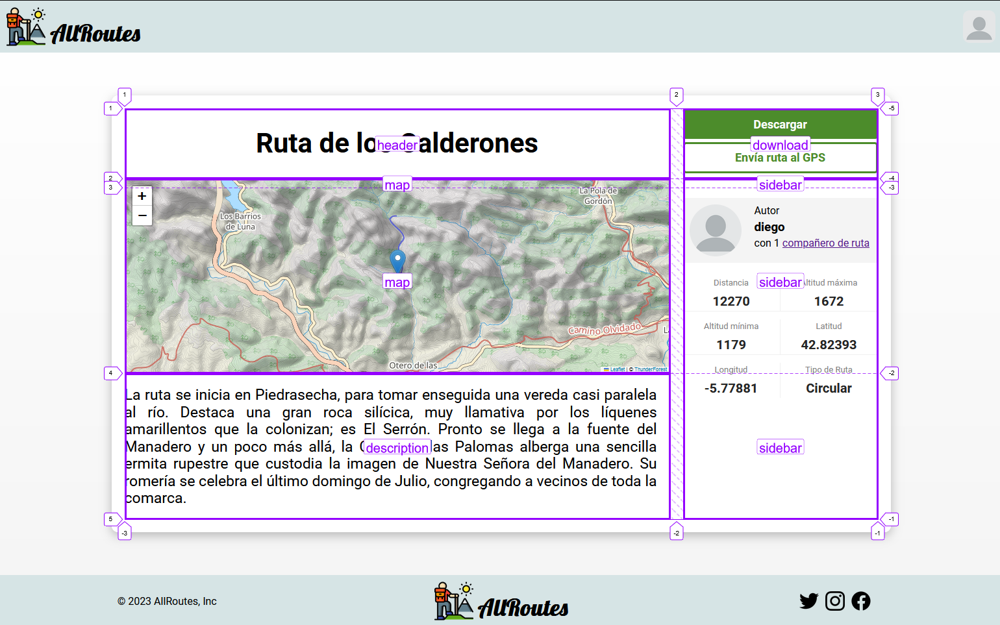 AllRoutes
1
2
3
1
-5
Ruta de los Calderones
header
Descargar
download
Envía ruta al GPS
2
-4
3
-3
map
sidebar
+
−
La Pola de
Gordón
Los Barrios
de Luna
Autor
diego
con 1 compañero de ruta
map
Distancia
sidebar
Altitud máxima
12270
1672
Altitud mínima
Latitud
1179
42.82393
Camino Olvidado
Otero de las
Leaflet | © ThunderForest
4
-2
Longitud
Tipo de Ruta
-5.77881
Circular
La ruta se inicia en Piedrasecha, para tomar enseguida una vereda casi paralela
al río. Destaca una gran roca silícica, muy llamativa por los líquenes
amarillentos que la colonizan; es El Serrón. Pronto se llega a la fuente del
Manadero y un poco más allá, la las Palomas alberga una sencilla
description
sidebar
ermita rupestre que custodia la imagen de Nuestra Señora del Manadero. Su
romería se celebra el último domingo de Julio, congregando a vecinos de toda la
comarca.
5
-1
-3
-2
-1
© 2023 AllRoutes, Inc
AllRoutes